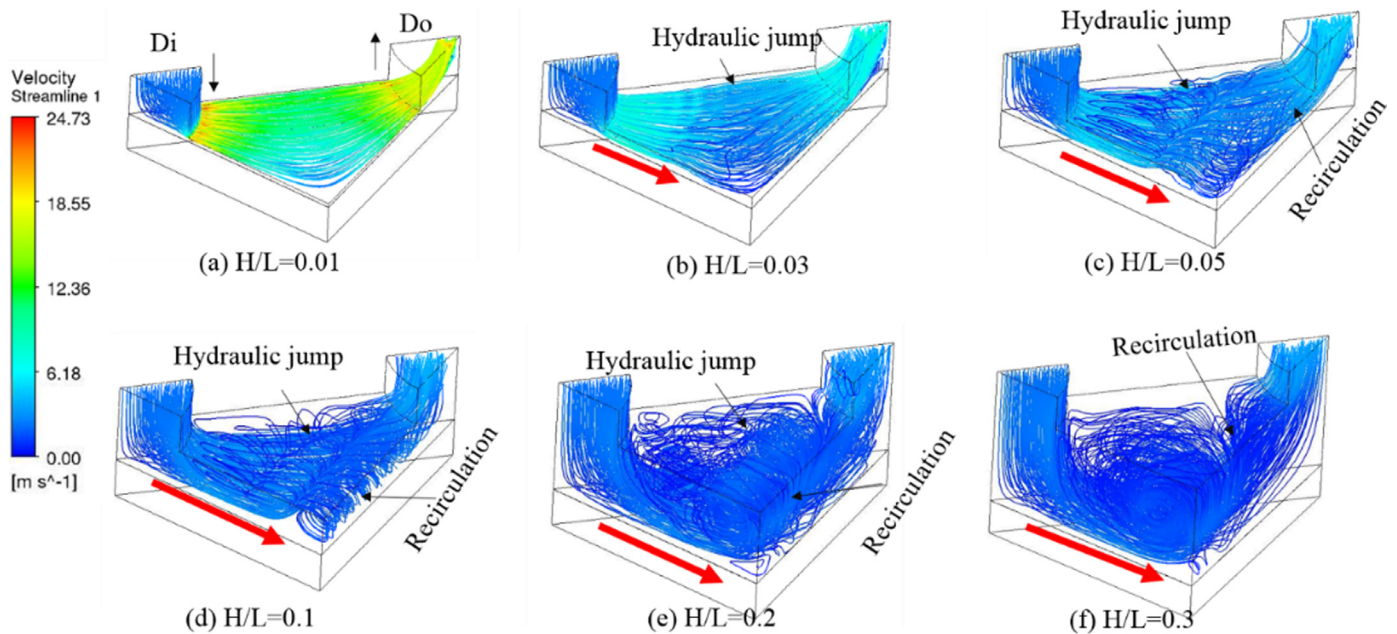 Di
Do
Velocity
Streamline 1
24.73
18.55
12.36
6.18
0.00
[m s^-1]
(a) H/L=0.01
Hydraulic jump
(b) H/L=0.03
Hydraulic jump
Recirculation
(c) H/L=0.05
Hydraulic jump
Recirculation
(d) H/L=0.1
Hydraulic jump
Recirculation
(e) H/L=0.2
Recirculation
(f) H/L=0.3